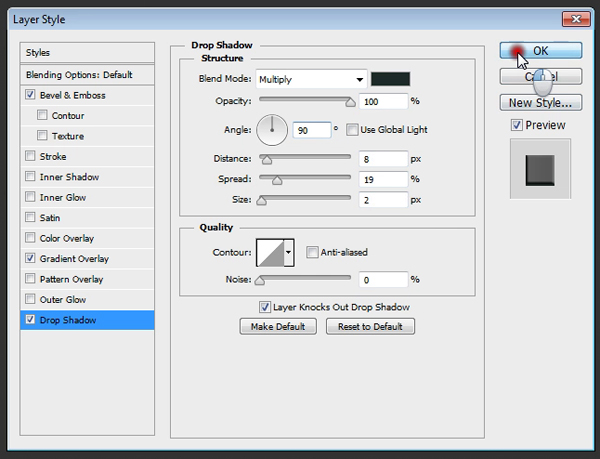 Layer Style
Styles
Blending Options: Default
Bevel & Emboss
Contour
Texture
Stroke
Inner Shadow
Inner Glow
Satin
Color Overlay
Gradient Overlay
Pattern Overlay
Outer Glow
Drop Shadow
Drop Shadow
Structure
Blend Mode: Multiply
Opacity: 100 %
Angle: 90 ° Use Global Light
Distance: 8 px
Spread: 19 %
Size: 2 px
Quality
Contour: Anti-aliased
Noise: 0 %
Layer Knocks Out Drop Shadow
Make Default Reset to Default
OK
New Style...
Preview